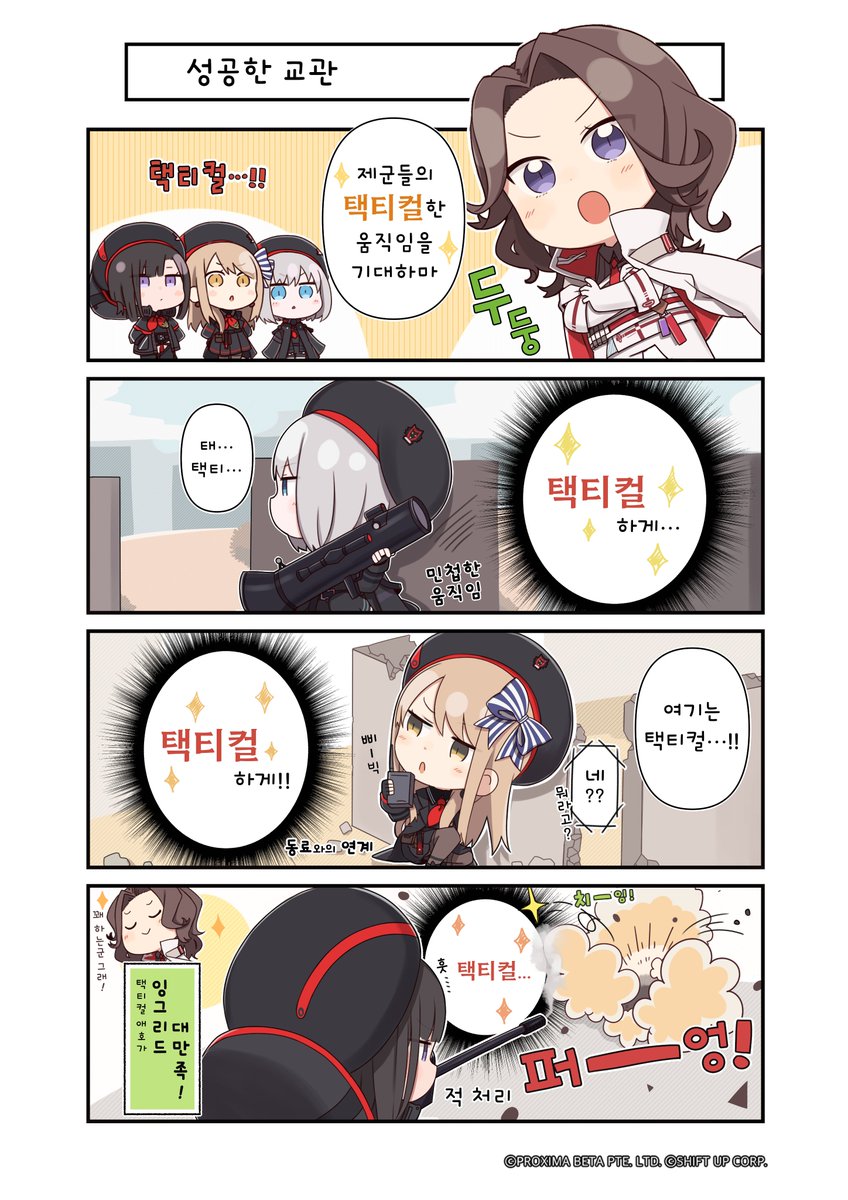 성공한 교관
택티컬…!!
제군들의
택티컬한
움직임을
기대하마
두둥
태…
택티…
민첩한
움직임
택티컬
하게…
택티컬
하게!!
삐ー빅
동료와의 연계
네
??
뭐라고?
여기는
택티컬…!!
꽤 하는군 그래!
대만족!
잉그리드
택티컬 애호가
훗…
택티컬…
치ー잉!
퍼ー엉!
적 처리
©PROXIMA BETA PTE. LTD. ©SHIFT UP CORP.